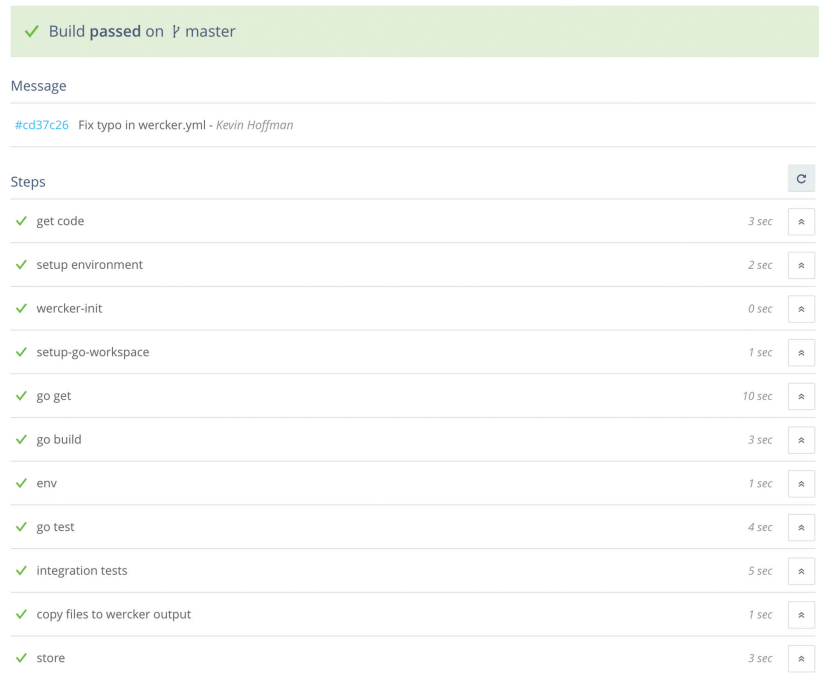 Build passed on master
Message
#cd37c26 Fix typo in wercker.yml - Kevin Hoffman
Steps
get code 3 sec
setup environment 2 sec
wercker-init 0 sec
setup-go-workspace 1 sec
go get 10 sec
go build 3 sec
env 1 sec
go test 4 sec
integration tests 5 sec
copy files to wercker output 1 sec
store 3 sec